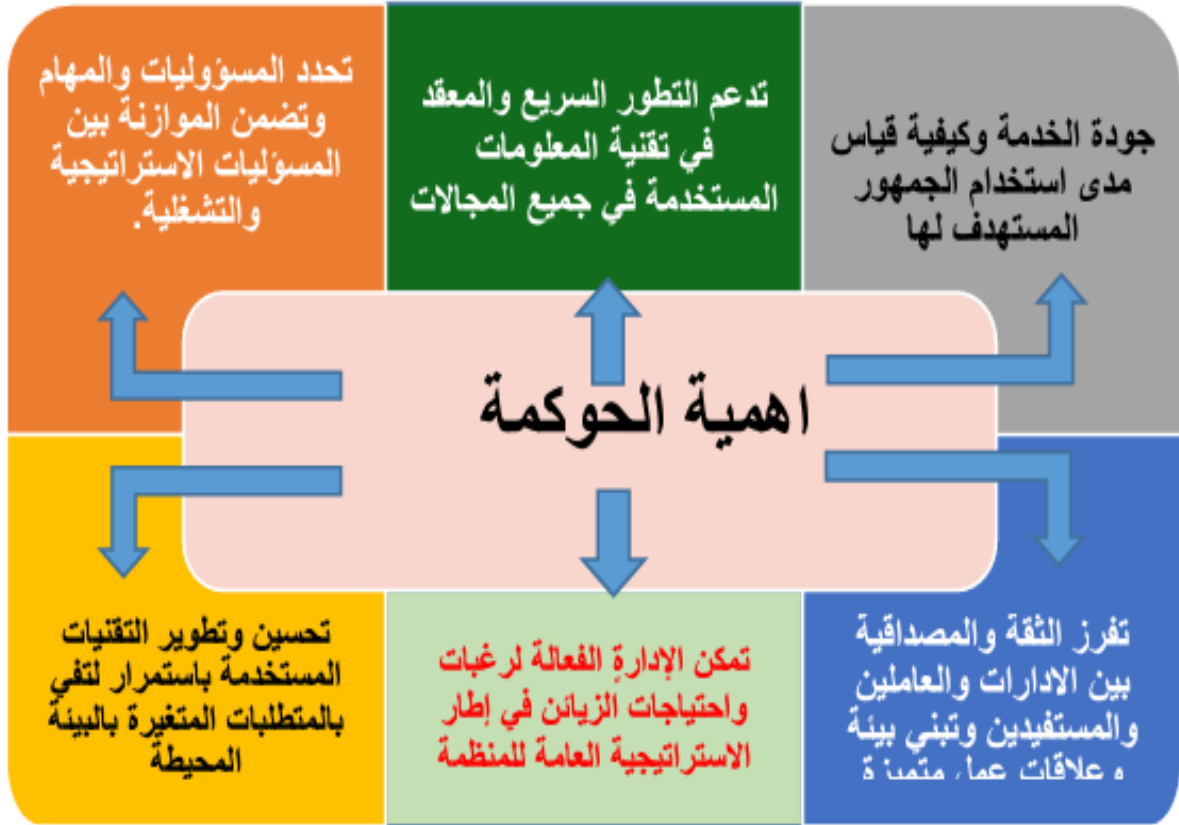 جودة الخدمة وكيفية قياس
مدى استخدام الجمهور
المستهدف لها
تدعم التطور السريع والمعقد
في تقنية المعلومات
المستخدمة في جميع المجالات
تحدد المسؤوليات والمهام
وتضمن الموازنة بين
المسؤليات الاستراتيجية
والتشغلية.
اهمية الحوكمة
تفرز الثقة والمصداقية
بين الادارات والعاملين
والمستفيدين وتبني بيئة
وعلاقات عمل متميزة
تمكن الإدارةِ الفعالة لرغبات
واحتياجات الزبائن في إطار
الاستراتيجية العامة للمنظمة
تحسين وتطوير التقنيات
المستخدمة باستمرار لتفي
بالمتطلبات المتغيرة بالبيئة
المحيطة